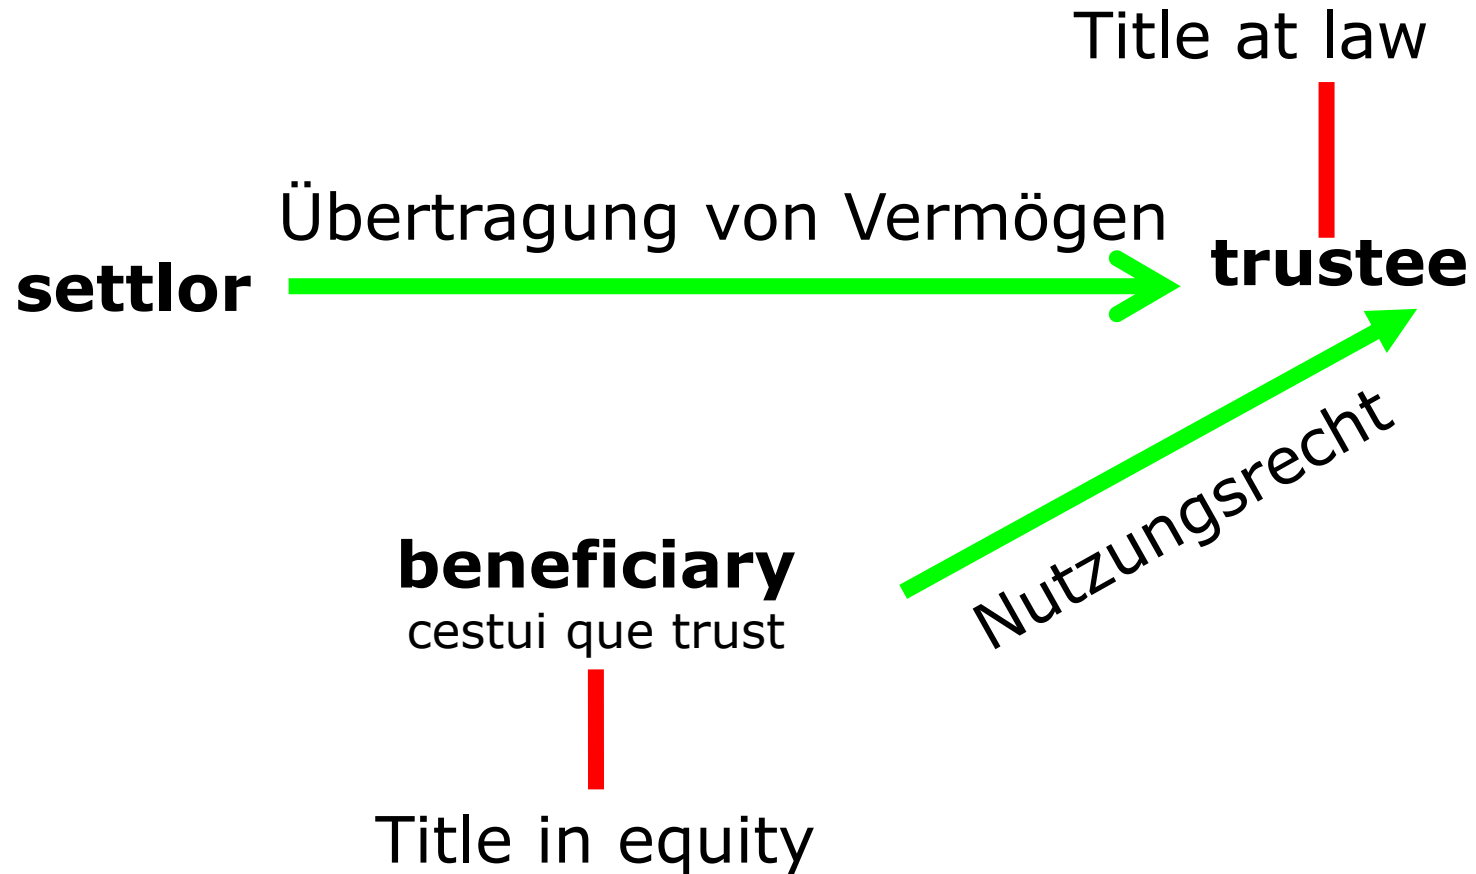 Title at law
Übertragung von Vermögen
settlor
trustee
Nutzungsrecht
beneficiary
cestui que trust
Title in equity